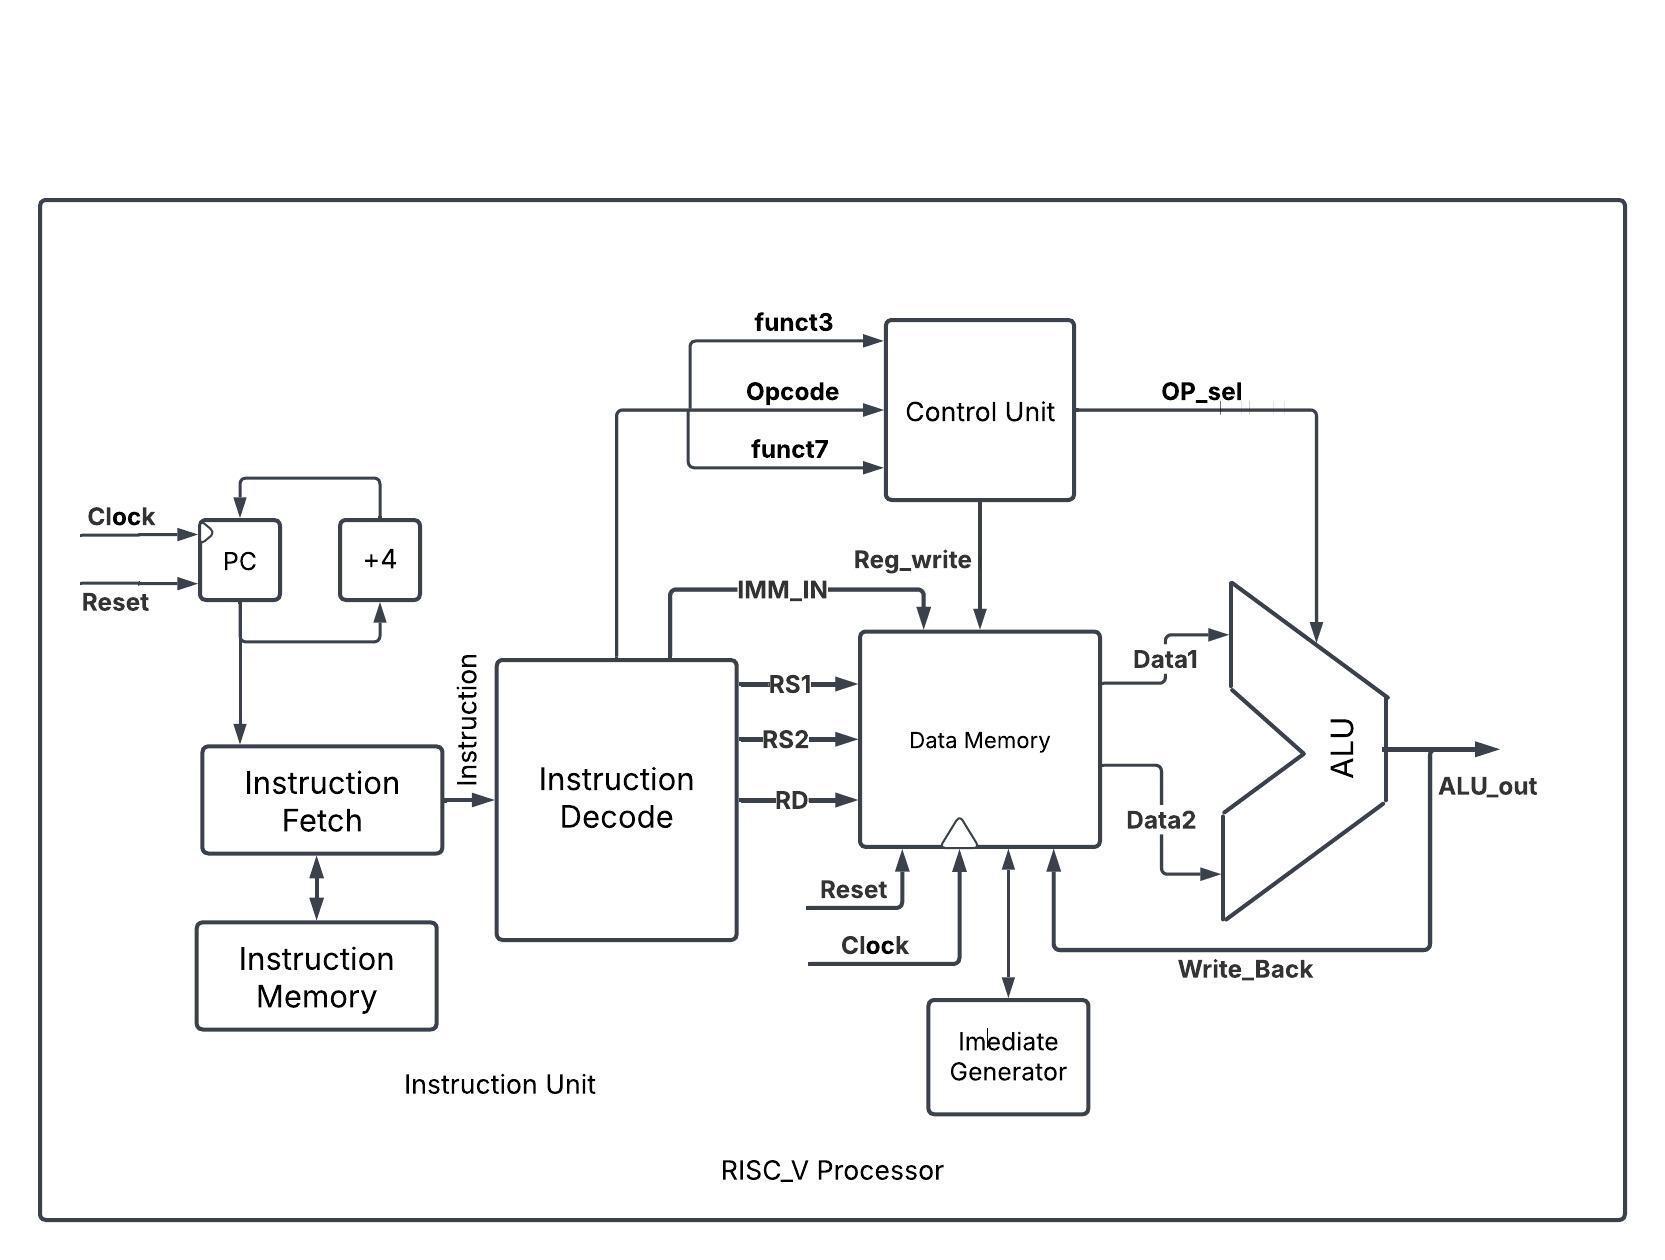 funct3
Opcode
funct7
Control Unit
OP_sel
Clock
Reset
PC
+4
Reg_write
IMM_IN
Instruction
Instruction
Fetch
Instruction
Memory
Instruction
Decode
RS1
RS2
RD
Data Memory
Data1
Data2
ALU
ALU_out
Reset
Clock
Write_Back
Imediate
Generator
Instruction Unit
RISC_V Processor